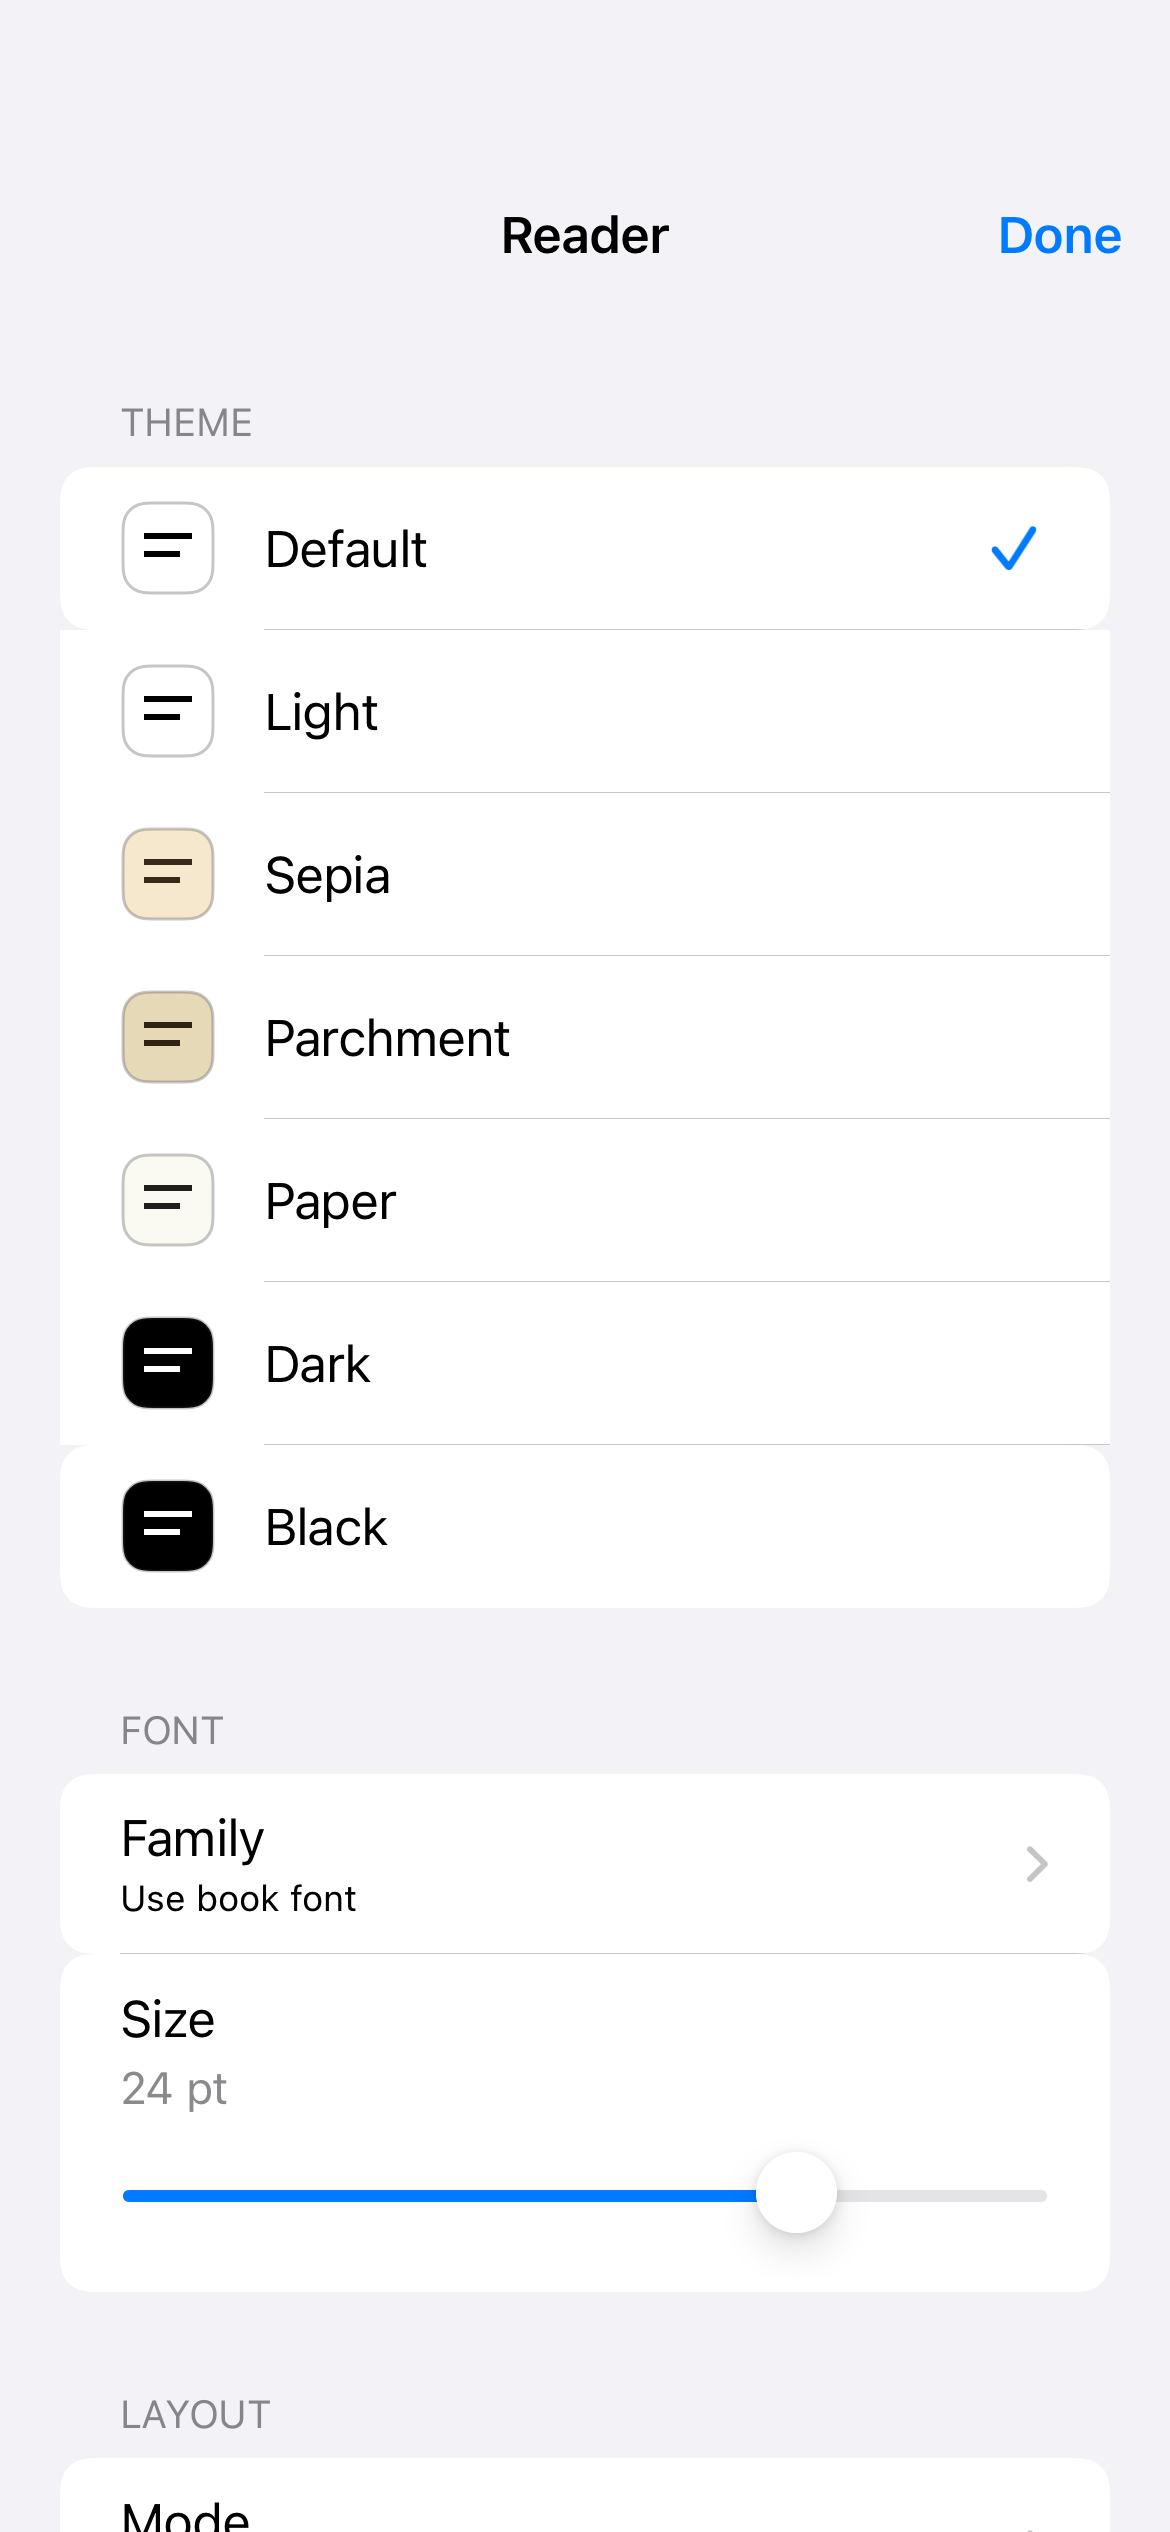 Reader
Done
THEME
Default
Light
Sepia
Parchment
Paper
Dark
Black
FONT
Family
Use book font
Size
24 pt
LAYOUT
Mode